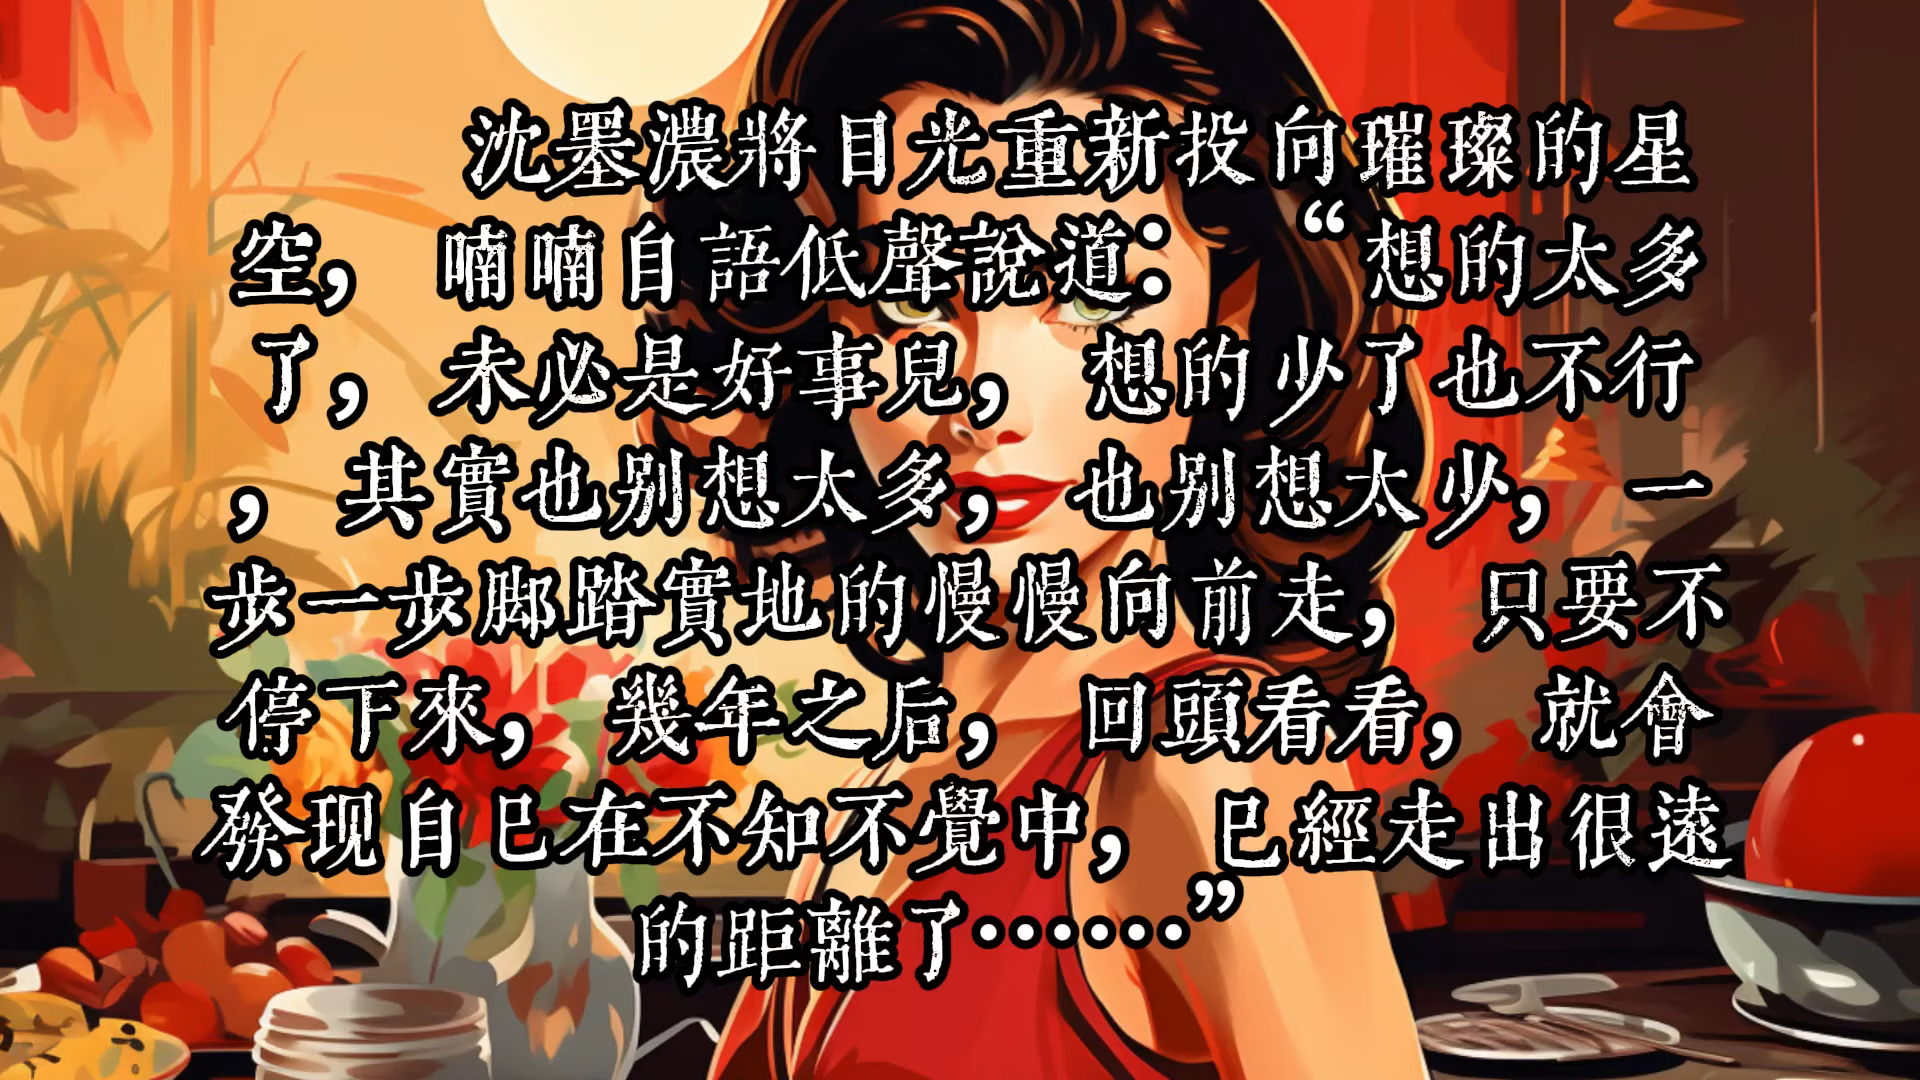 沈墨濃將目光重新投向璀璨的星
空，喃喃自語低聲說道：“想的太多
了，未必是好事兒，想的少了也不行
，其實也别想太多，也别想太少，一
步一步脚踏實地的慢慢向前走，只要不
停下來，幾年之后，回頭看看，就會
發现自已在不知不覺中，已經走出很遠
的距離了……”